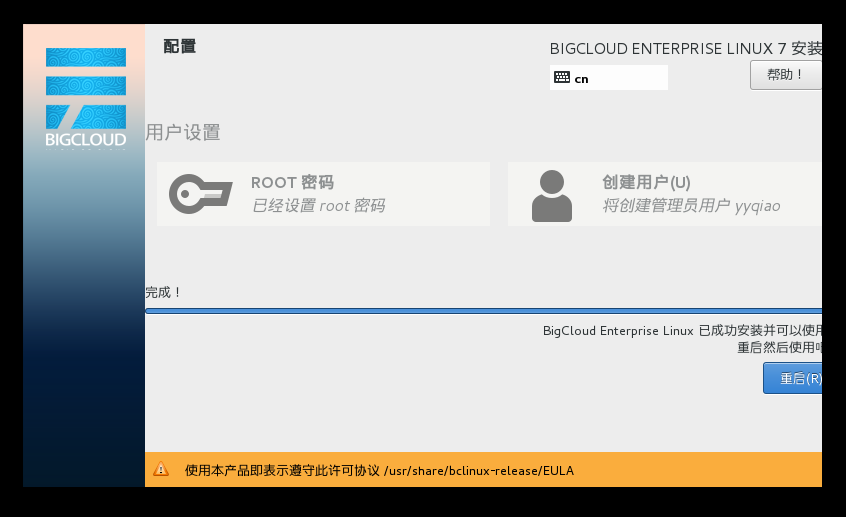 配置
BIGCLOUD ENTERPRISE LINUX 7 安装
cn
帮助！
BIGCLOUD
用户设置
ROOT 密码
已经设置 root 密码
创建用户(U)
将创建管理员用户 yyqiao
完成！
BigCloud Enterprise Linux 已成功安装并可以使用
重启然后使用吧
重启(R)
使用本产品即表示遵守此许可协议 /usr/share/bclinux-release/EULA